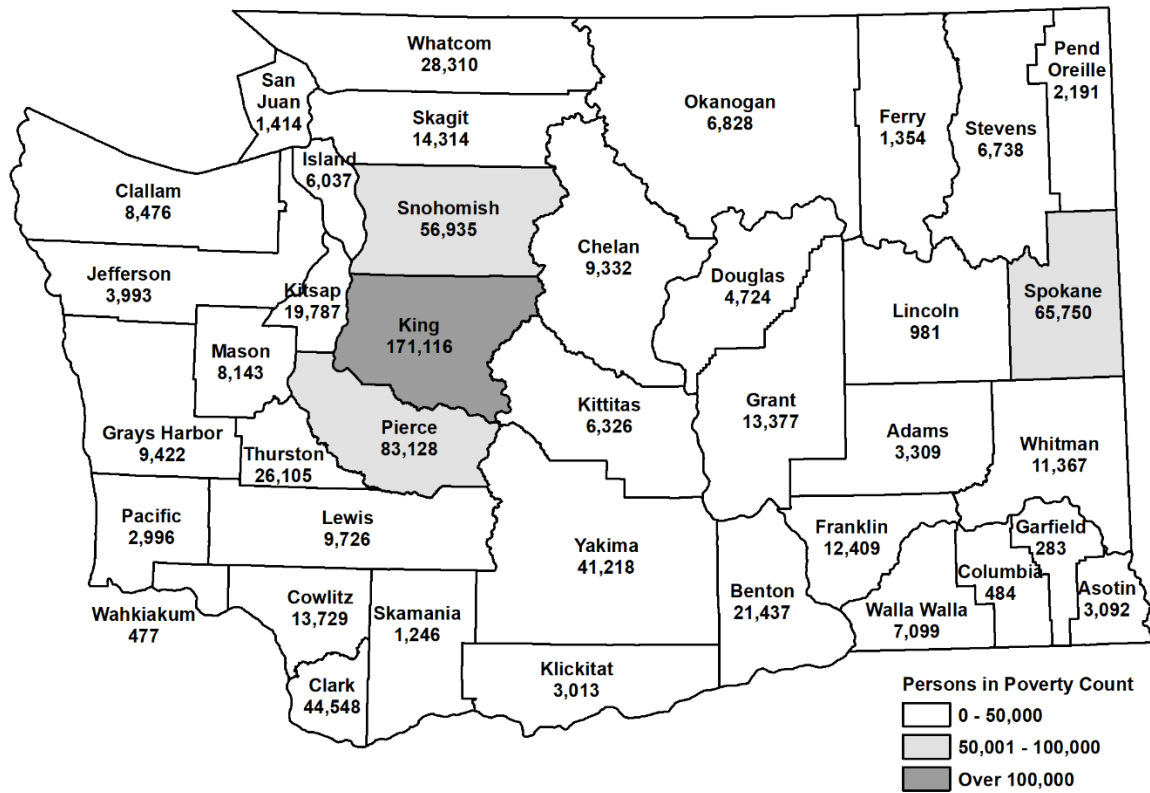 Whatcom
28,310
San
Juan
1,414
Skagit
14,314
Okanogan
6,828
Ferry
1,354
Stevens
6,738
Pend
Oreille
2,191
Island
6,037
Clallam
8,476
Snohomish
56,935
Chelan
9,332
Douglas
4,724
Jefferson
3,993
Kitsap
19,787
King
171,116
Lincoln
981
Spokane
65,750
Mason
8,143
Kittitas
6,326
Grant
13,377
Adams
3,309
Whitman
11,367
Grays Harbor
9,422
Thurston
26,105
Pierce
83,128
Pacific
2,996
Lewis
9,726
Yakima
41,218
Franklin
12,409
Garfield
283
Columbia
484
Asotin
3,092
Benton
21,437
Walla Walla
7,099
Wahkiakum
477
Cowlitz
13,729
Skamania
1,246
Clark
44,548
Klickitat
3,013
Persons in Poverty Count
0 - 50,000
50,001 - 100,000
Over 100,000